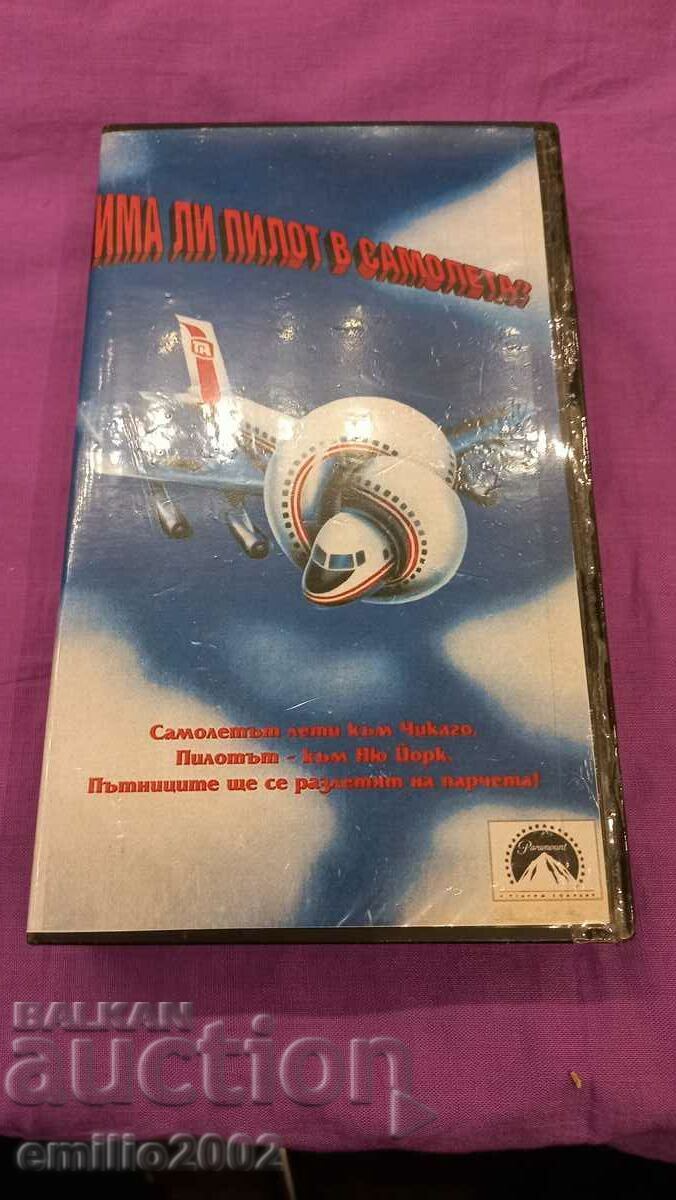 ИМА ЛИ ПИЛОТ В САМОЛЕТА?
TA
Самолетът лети към Чикаго,
Пилотът - към Ню Йорк,
Пътниците ще се разлетят на парчета!
Paramount
BALKAN
auction
emilio2002